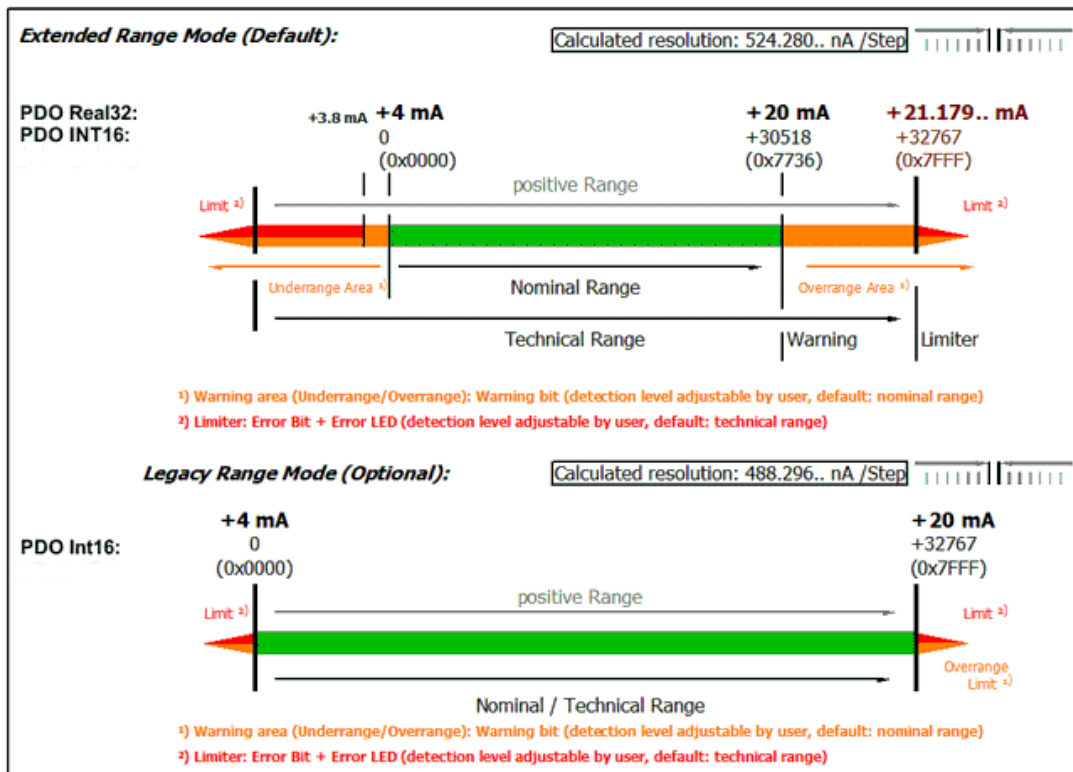 Extended Range Mode (Default):
Calculated resolution: 524.280.. nA /Step
PDO Real32:
+3.8 mA
+4 mA
+20 mA
+21.179.. mA
PDO INT16:
0
+30518
+32767
(0x0000)
(0x7736)
(0x7FFF)
positive Range
Limit ²⁾
Limit ²⁾
Underrange Area ¹⁾
Nominal Range
Overrange Area ¹⁾
Technical Range
Warning
Limiter
¹⁾ Warning area (Underrange/Overrange): Warning bit (detection level adjustable by user, default: nominal range)
²⁾ Limiter: Error Bit + Error LED (detection level adjustable by user, default: technical range)
Legacy Range Mode (Optional):
Calculated resolution: 488.296.. nA /Step
+4 mA
+20 mA
PDO Int16:
0
+32767
(0x0000)
(0x7FFF)
positive Range
Limit ²⁾
Limit ²⁾
Overrange
Limit ¹⁾
Nominal / Technical Range
¹⁾ Warning area (Underrange/Overrange): Warning bit (detection level adjustable by user, default: nominal range)
²⁾ Limiter: Error Bit + Error LED (detection level adjustable by user, default: technical range)